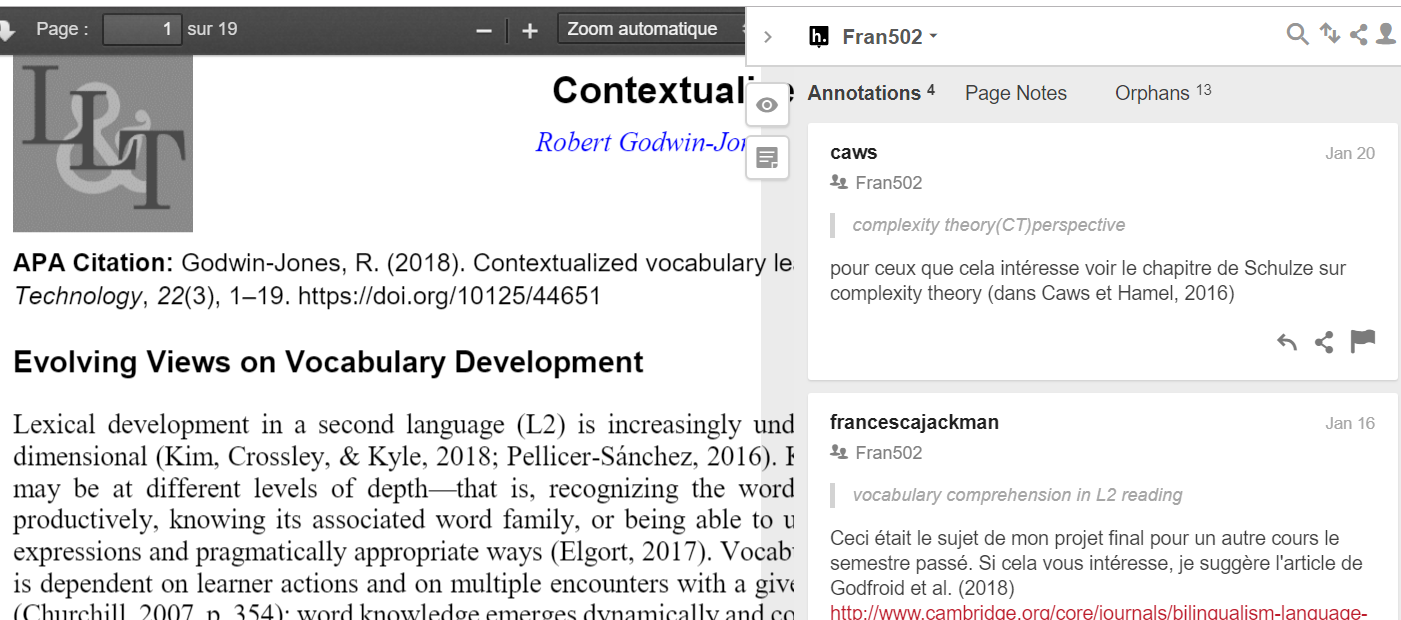 Page : 1 sur 19
Zoom automatique
L&LT
Contextuali
Robert Godwin-Jo
APA Citation: Godwin-Jones, R. (2018). Contextualized vocabulary le
Technology, 22(3), 1–19. https://doi.org/10125/44651
Evolving Views on Vocabulary Development
Lexical development in a second language (L2) is increasingly und
dimensional (Kim, Crossley, & Kyle, 2018; Pellicer-Sánchez, 2016). K
may be at different levels of depth—that is, recognizing the word
productively, knowing its associated word family, or being able to u
expressions and pragmatically appropriate ways (Elgort, 2017). Vocab
is dependent on learner actions and on multiple encounters with a give
(Churchill, 2007, p. 354); word knowledge emerges dynamically and co
h. Fran502
Annotations 4 Page Notes Orphans 13
caws Jan 20
Fran502
complexity theory(CT)perspective
pour ceux que cela intéresse voir le chapitre de Schulze sur
complexity theory (dans Caws et Hamel, 2016)
francescajackman Jan 16
Fran502
vocabulary comprehension in L2 reading
Ceci était le sujet de mon projet final pour un autre cours le
semestre passé. Si cela vous intéresse, je suggère l'article de
Godfroid et al. (2018)
http://www.cambridge.org/core/journals/bilingualism-language-